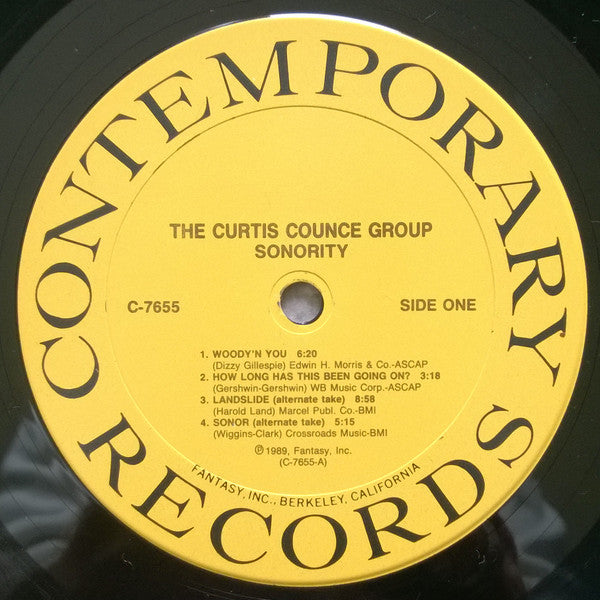 CONTEMPORARY
RECORDS
THE CURTIS COUNCE GROUP
SONORITY
C-7655
SIDE ONE
1. WOODY'N YOU 6:20
(Dizzy Gillespie) Edwin H. Morris & Co.-ASCAP
2. HOW LONG HAS THIS BEEN GOING ON? 3:18
(Gershwin-Gershwin) WB Music Corp.-ASCAP
3. LANDSLIDE (alternate take) 8:58
(Harold Land) Marcel Publ. Co.-BMI
4. SONOR (alternate take) 5:15
(Wiggins-Clark) Crossroads Music-BMI
℗ 1989, Fantasy, Inc.
(C-7655-A)
FANTASY, INC., BERKELEY, CALIFORNIA